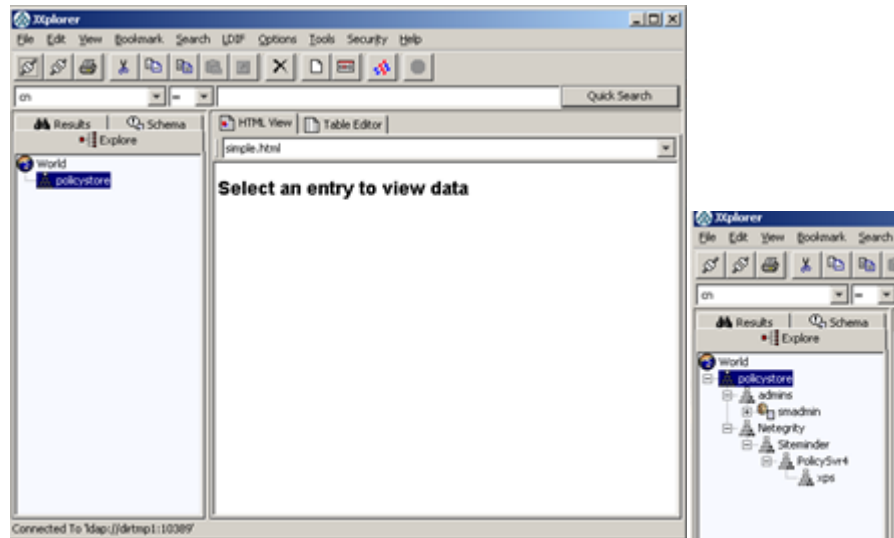 JXplorer
File Edit View Bookmark Search LDIF Options Tools Security Help
cn = Quick Search
Results Schema
Explore
HTML View Table Editor
simple.html
World
policystore
Select an entry to view data
Connected To 'ldap://dirtmp1:10389'
JXplorer
File Edit View Bookmark Search
cn =
Results Schema
Explore
World
policystore
admins
smadmin
Netegrity
Siteminder
PolicySvr4
xps